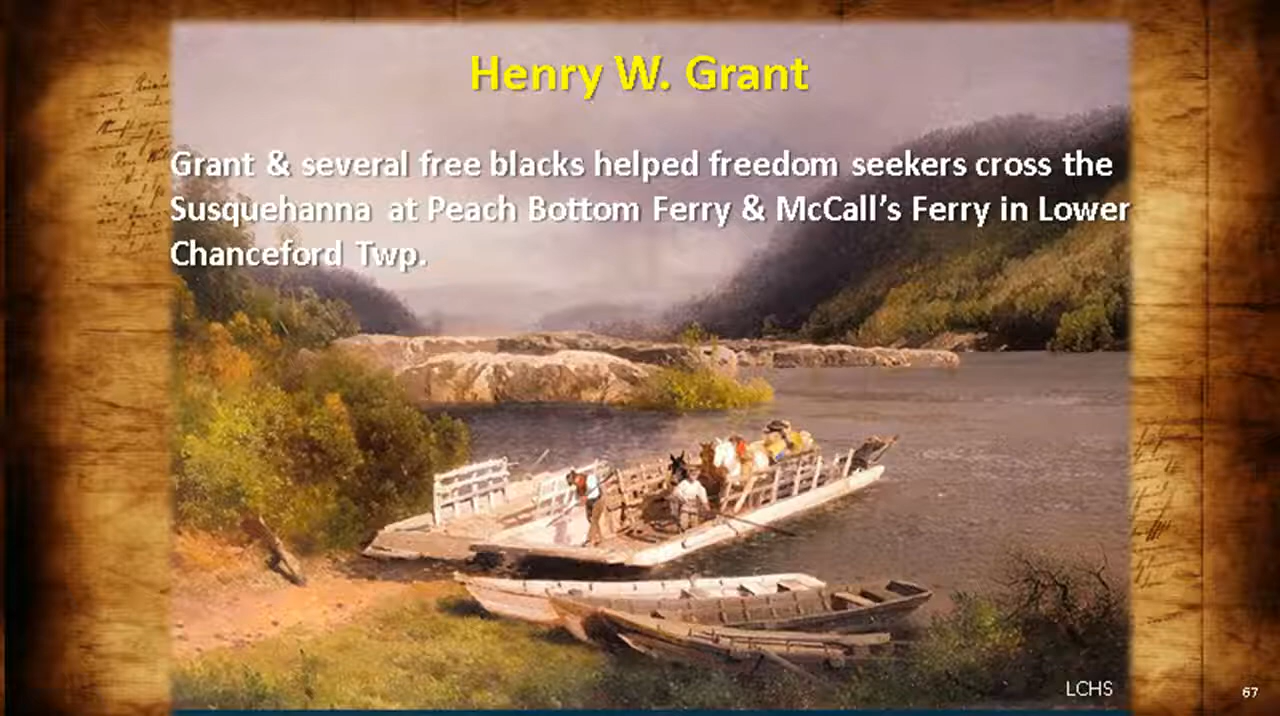 Henry W. Grant
Grant & several free blacks helped freedom seekers cross the
Susquehanna at Peach Bottom Ferry & McCall's Ferry in Lower
Chanceford Twp.
LCHS
67